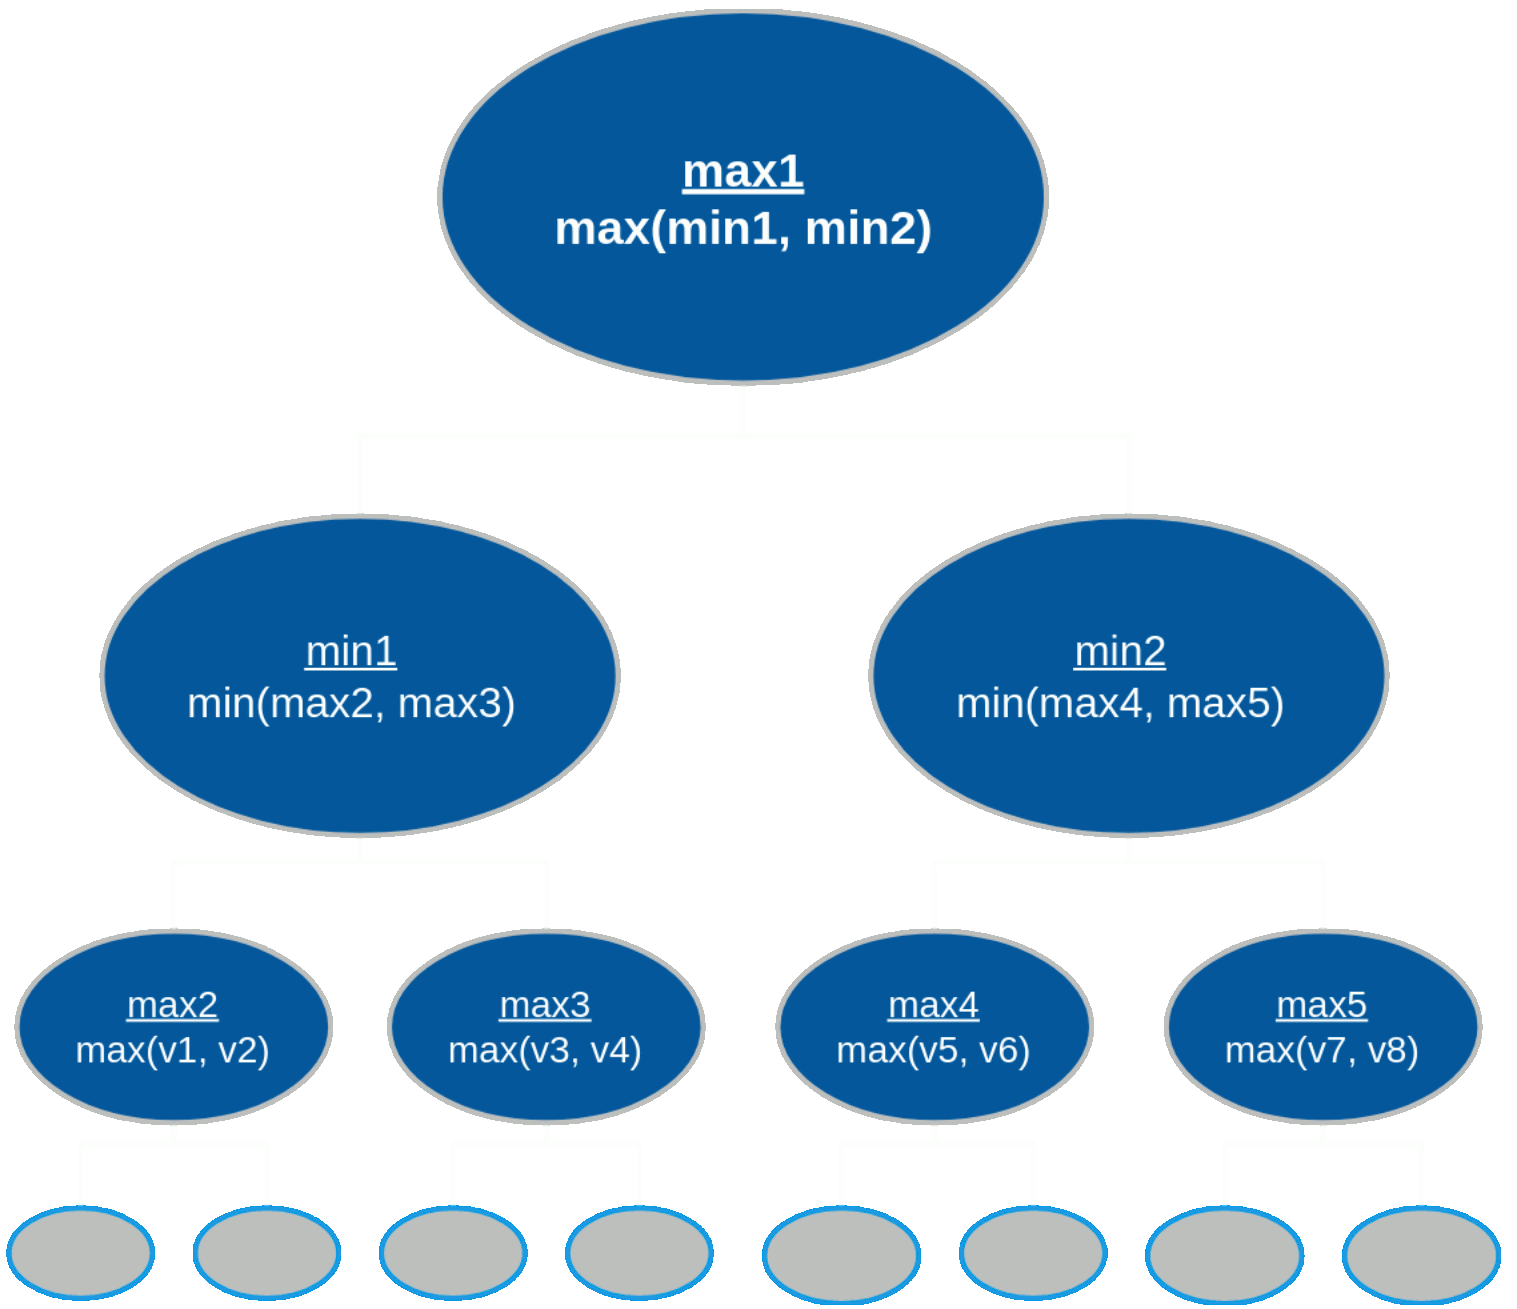 max1
max(min1, min2)
min1
min(max2, max3)
min2
min(max4, max5)
max2
max(v1, v2)
max3
max(v3, v4)
max4
max(v5, v6)
max5
max(v7, v8)